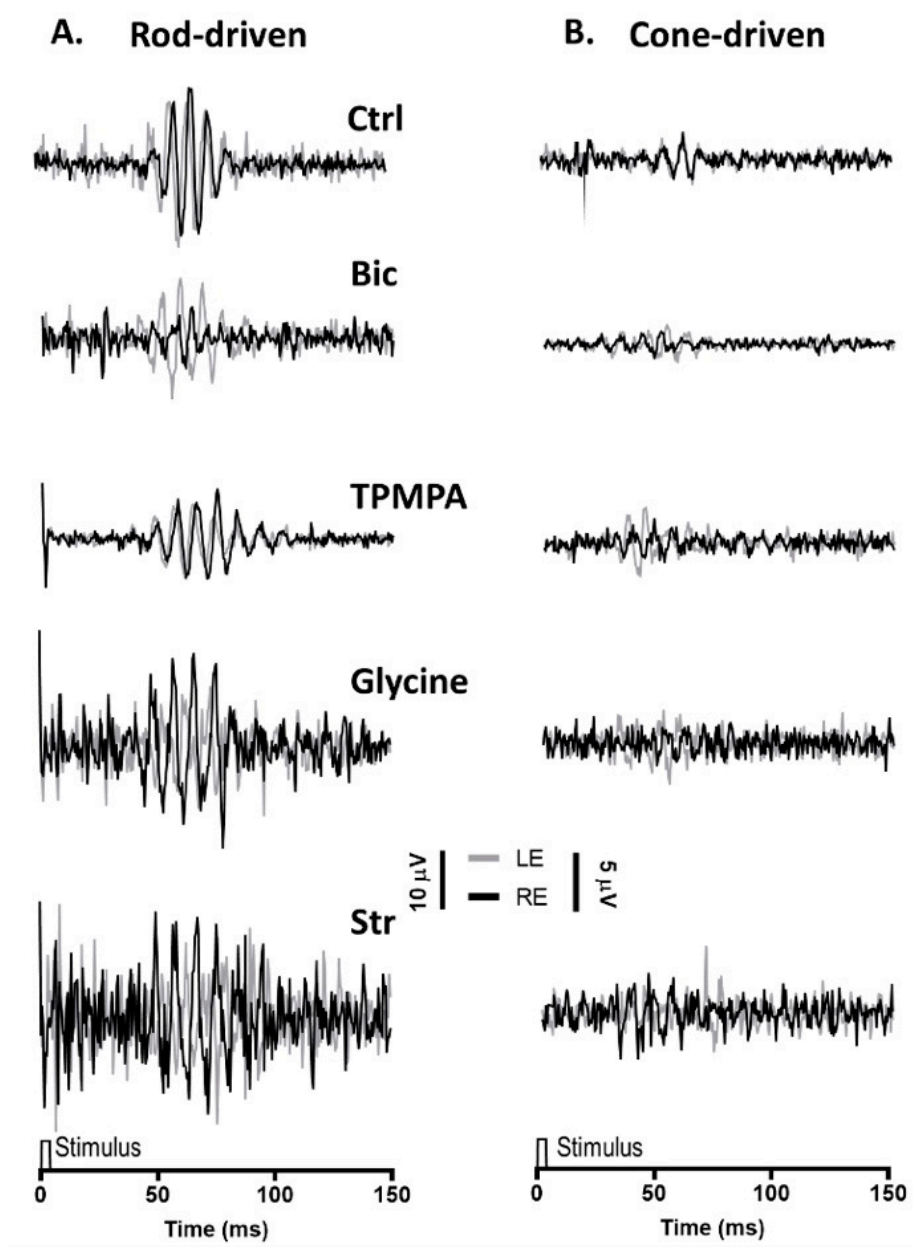 A. Rod-driven
B. Cone-driven
Ctrl
Bic
TPMPA
Glycine
10 µV
LE
RE
5 µV
Str
Stimulus
0 50 100 150
Time (ms)
Stimulus
0 50 100 150
Time (ms)